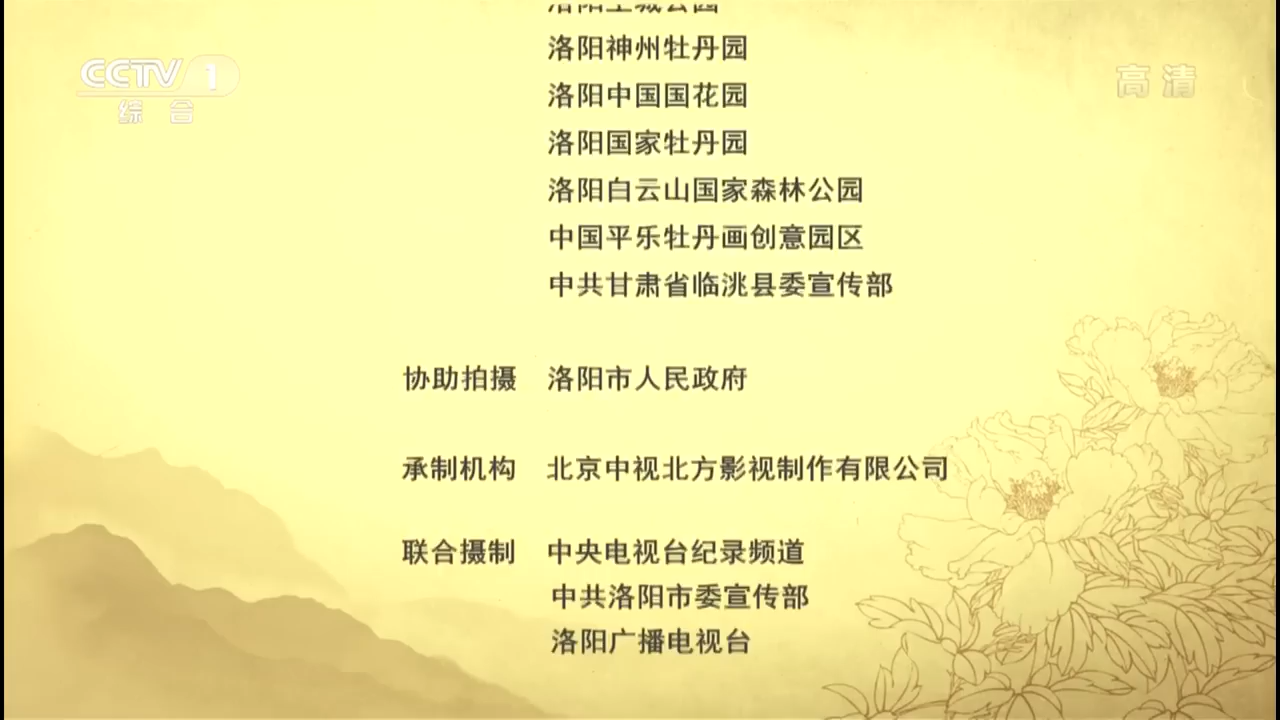 洛阳王城公园
洛阳神州牡丹园
CCTV 1
综合
高清
洛阳中国国花园
洛阳国家牡丹园
洛阳白云山国家森林公园
中国平乐牡丹画创意园区
中共甘肃省临洮县委宣传部
协助拍摄 洛阳市人民政府
承制机构 北京中视北方影视制作有限公司
联合摄制 中央电视台纪录频道
中共洛阳市委宣传部
洛阳广播电视台